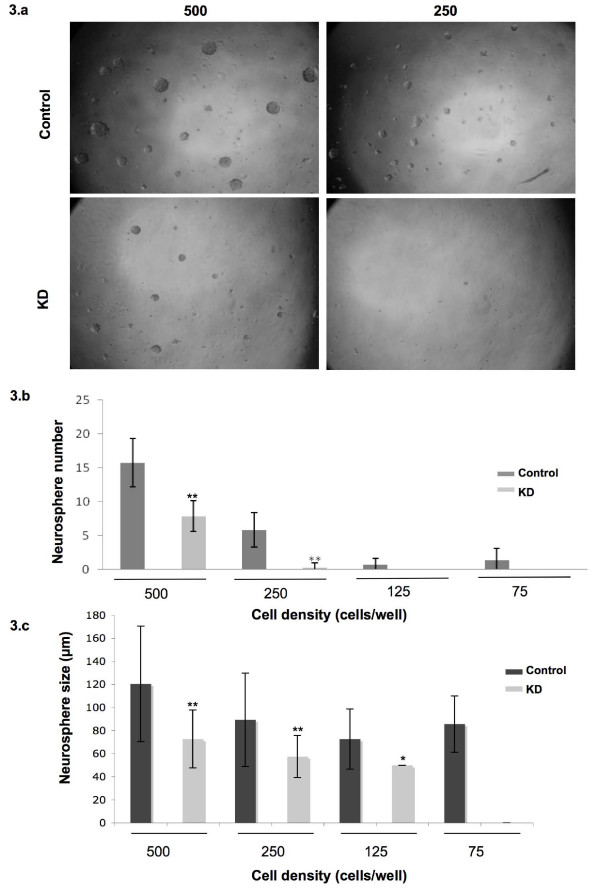 3.a
500 250
Control
KD
3.b
25
20
15
10
5
0
Neurosphere number
**
**
Control
KD
500 250 125 75
Cell density (cells/well)
3.c
180
160
140
120
100
80
60
40
20
0
Neurosphere size (µm)
**
**
*
Control
KD
500 250 125 75
Cell density (cells/well)